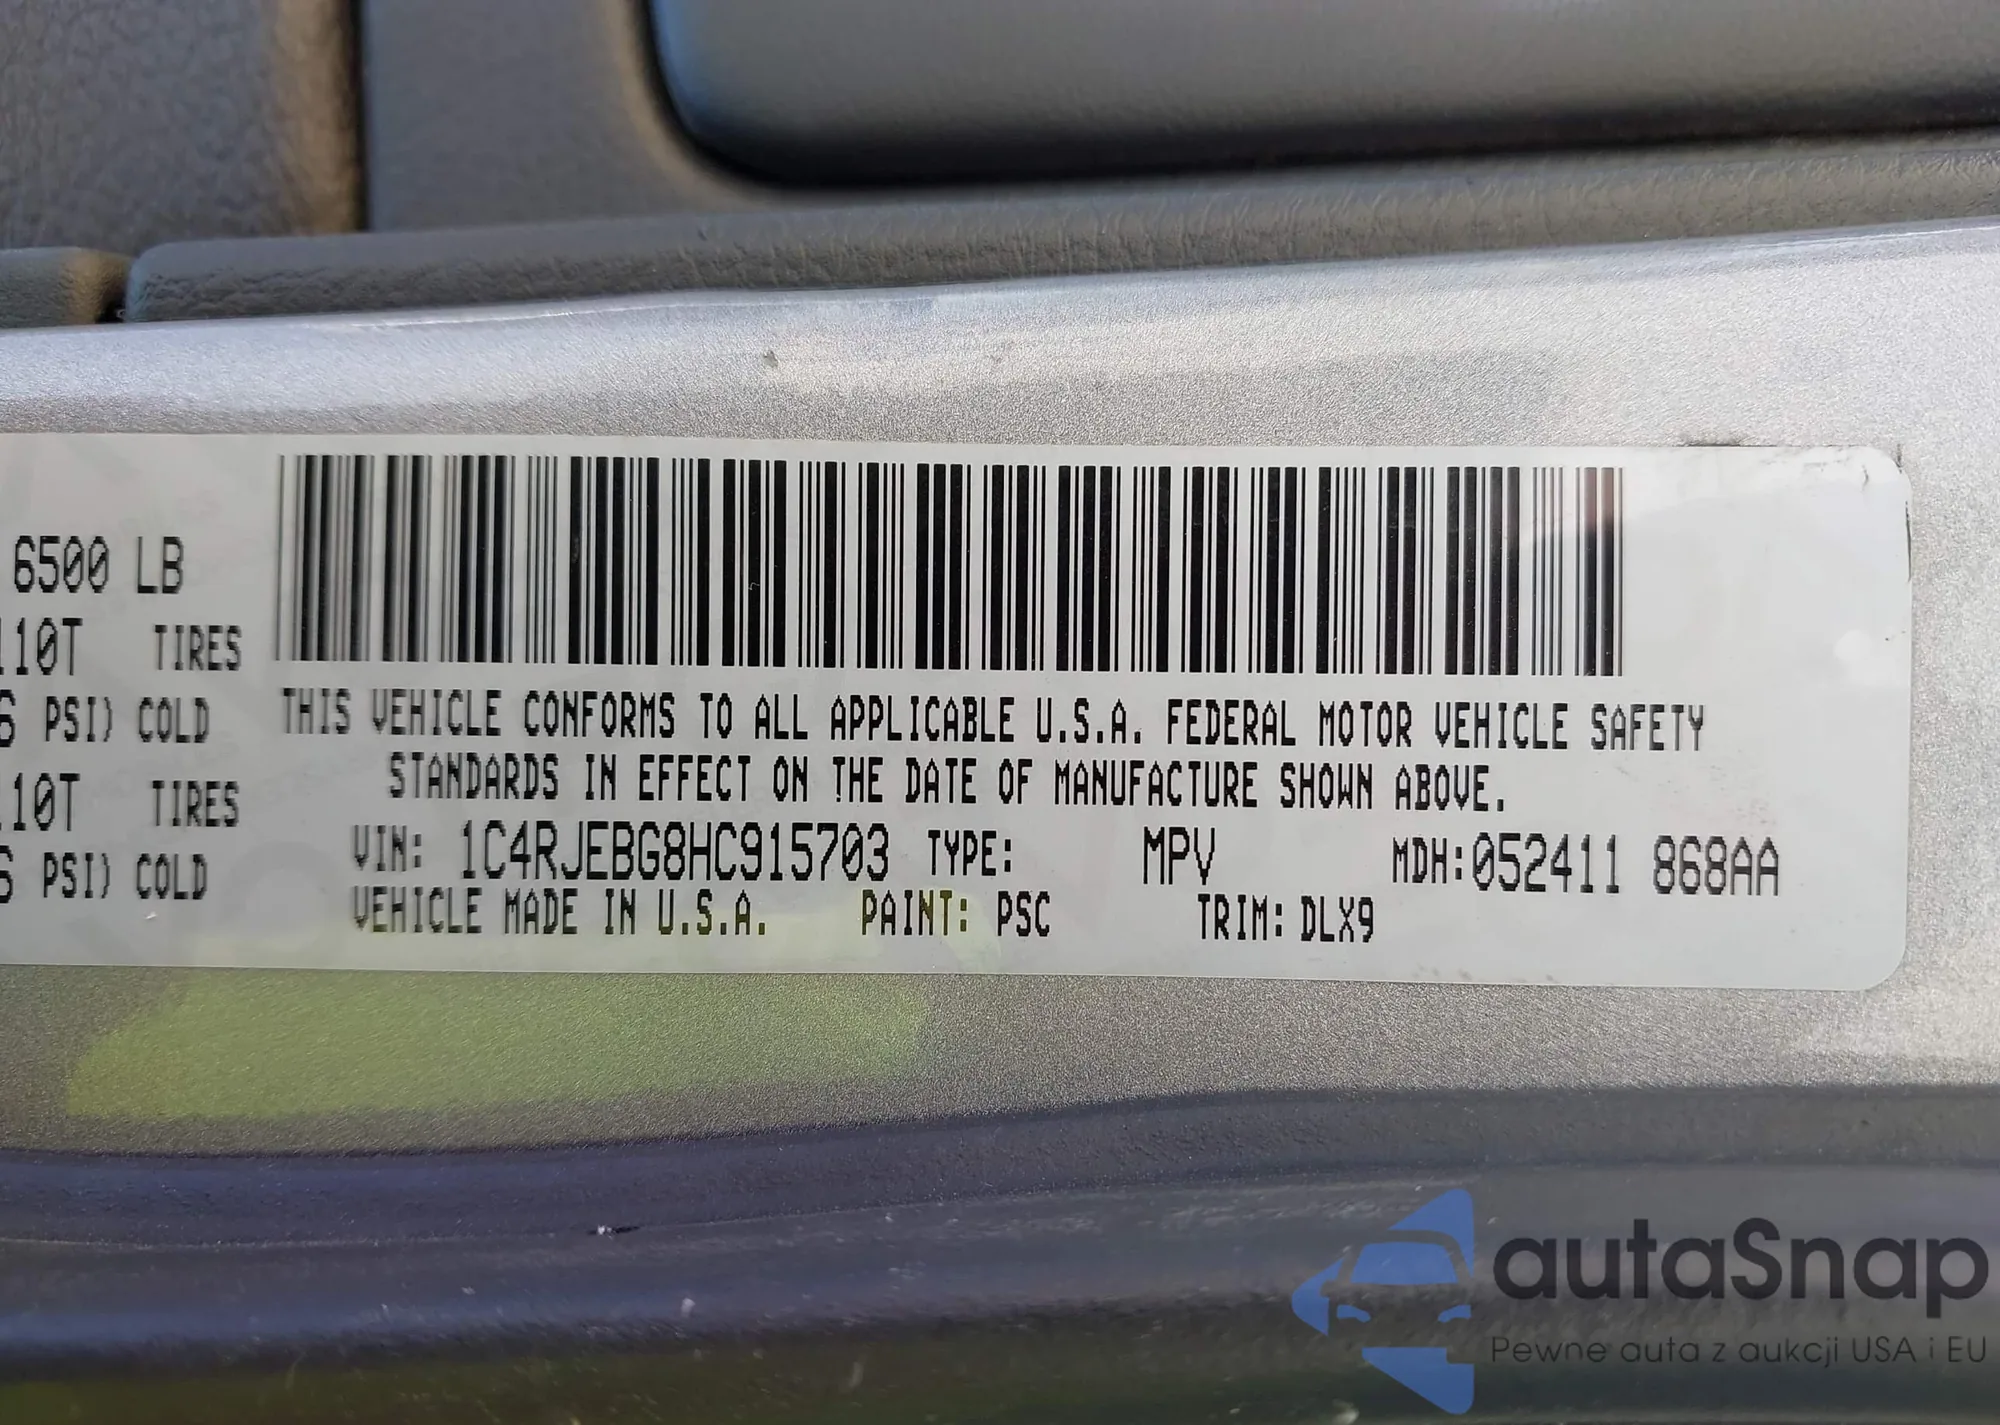 6500 LB
110T TIRES
6 PSI) COLD
110T TIRES
6 PSI) COLD
THIS VEHICLE CONFORMS TO ALL APPLICABLE U.S.A. FEDERAL MOTOR VEHICLE SAFETY
STANDARDS IN EFFECT ON THE DATE OF MANUFACTURE SHOWN ABOVE.
VIN: 1C4RJEBG8HC915703 TYPE: MPV MDH:052411 868AA
VEHICLE MADE IN U.S.A. PAINT: PSC TRIM: DLX9
autaSnap
Pewne auta z aukcji USA i EU